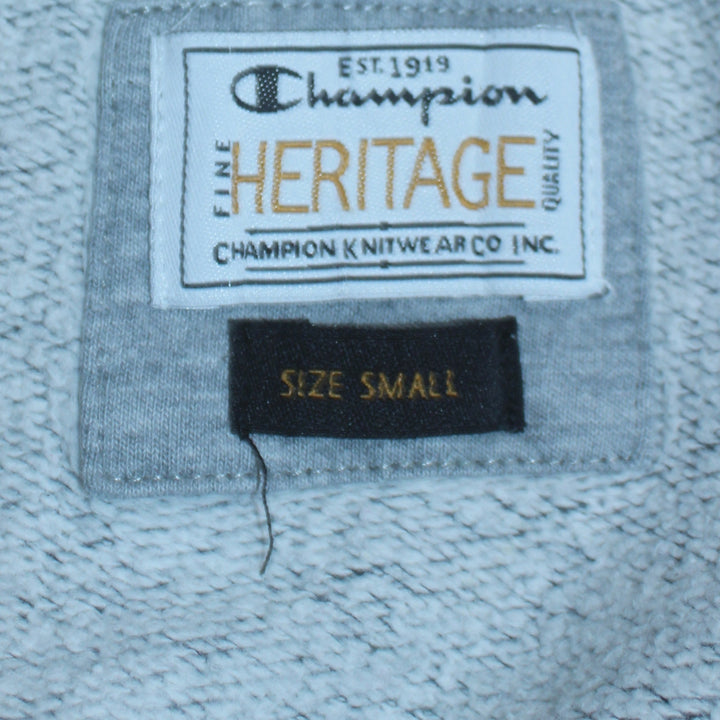 EST. 1919
Champion
FINE
HERITAGE
QUALITY
CHAMPION KNITWEAR CO INC.
SIZE SMALL